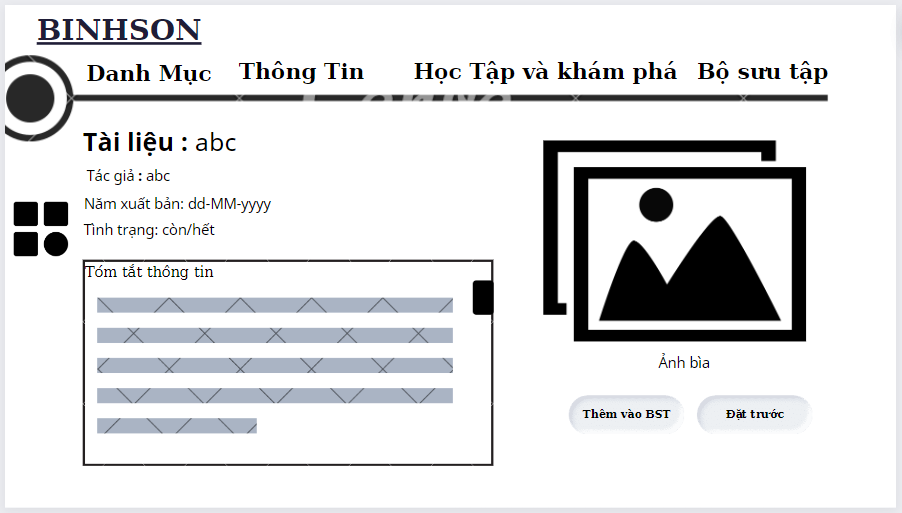 BINHSON
Danh Mục
Thông Tin
Học Tập và khám phá
Bộ sưu tập
Tài liệu : abc
Tác giả : abc
Năm xuất bản: dd-MM-yyyy
Tình trạng: còn/hết
Tóm tắt thông tin
Ảnh bìa
Thêm vào BST
Đặt trước